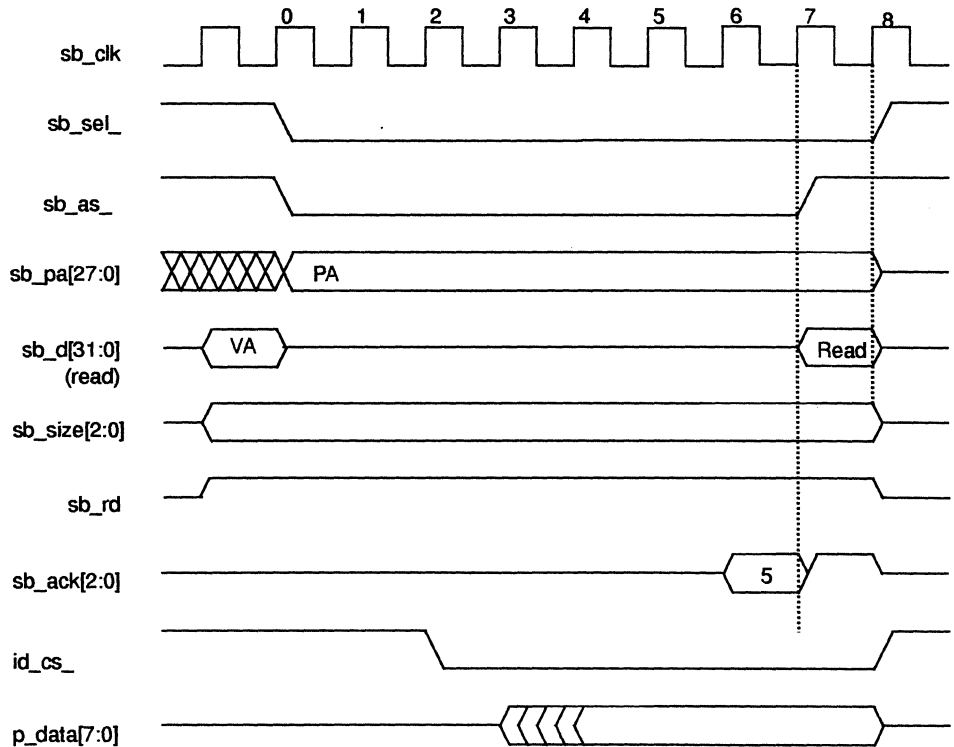 0 1 2 3 4 5 6 7 8
sb_clk
sb_sel_
sb_as_
sb_pa[27:0] PA
sb_d[31:0] VA Read
(read)
sb_size[2:0]
sb_rd
sb_ack[2:0] 5
id_cs_
p_data[7:0]